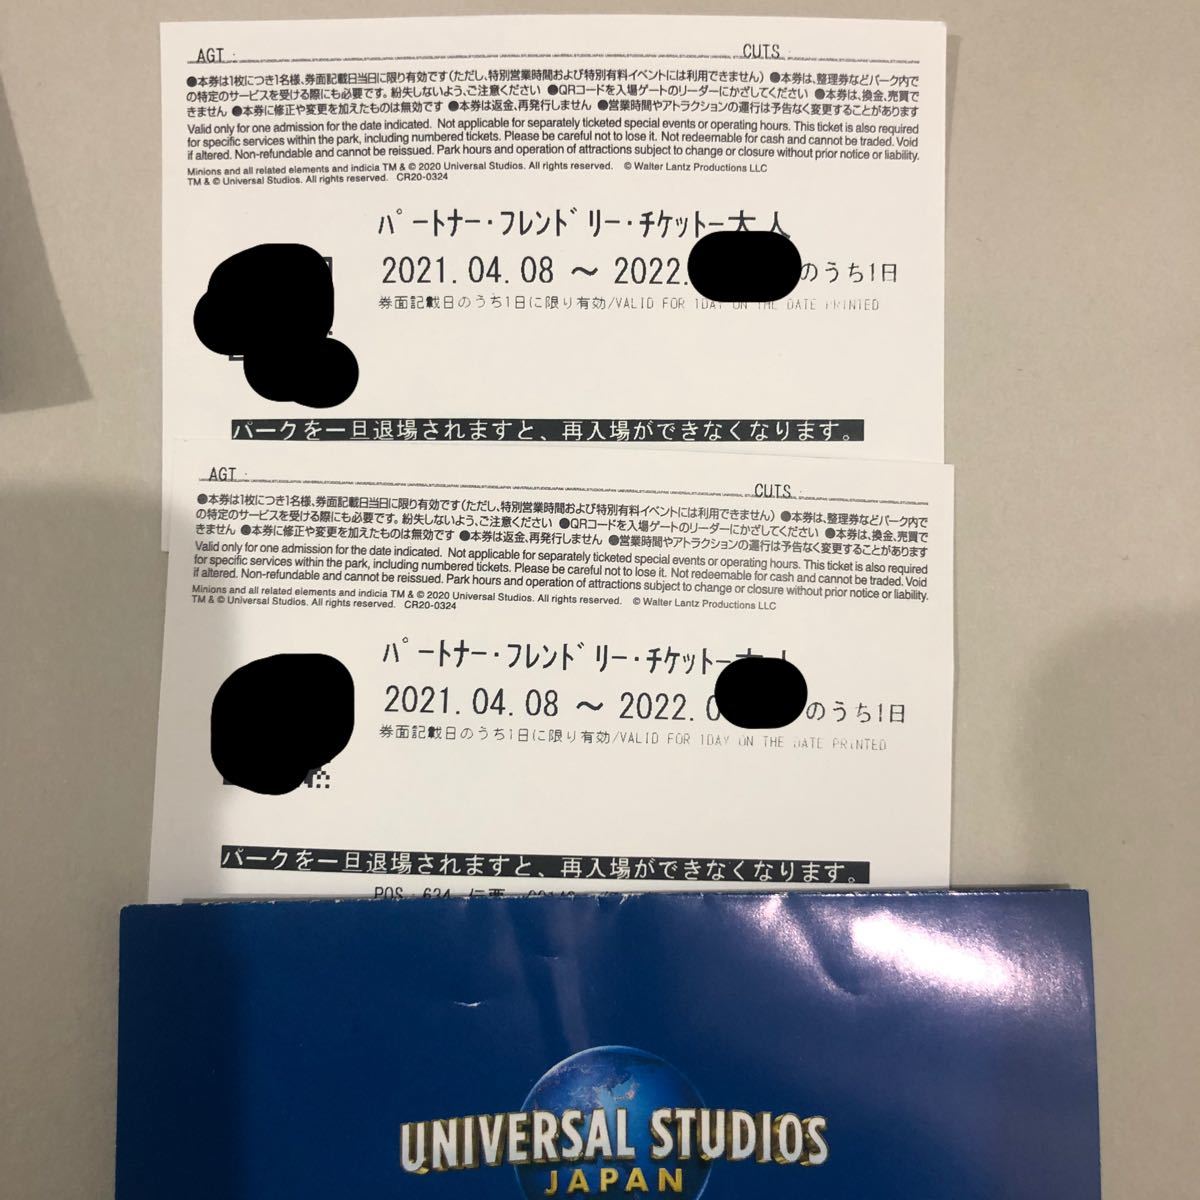 AGT :
CUTS :
●本券は1枚につき1名様、券面記載日当日に限り有効です(ただし、特別営業時間および特別有料イベントには利用できません) ●本券は、整理券などパーク内で
の特定のサービスを受ける際にも必要です。紛失しないよう、ご注意ください ●QRコードを入場ゲートのリーダーにかざしてください ●本券は、換金、売買で
きません ●本券に修正や変更を加えたものは無効です ●本券は返金、再発行しません ●営業時間やアトラクションの運行は予告なく変更することがあります
Valid only for one admission for the date indicated. Not applicable for separately ticketed special events or operating hours. This ticket is also required
for specific services within the park, including numbered tickets. Please be careful not to lose it. Not redeemable for cash and cannot be traded. Void
if altered. Non-refundable and cannot be reissued. Park hours and operation of attractions subject to change or closure without prior notice or liability.
Minions and all related elements and indicia TM & © 2020 Universal Studios. All rights reserved. © Walter Lantz Productions LLC
TM & © Universal Studios. All rights reserved. CR20-0324
パートナー・フレンドリー・チケットー大人
2021.04.08 ～ 2022. のうち1日
券面記載日のうち1日に限り有効/VALID FOR 1DAY ON THE DATE PRINTED
パークを一旦退場されますと、再入場ができなくなります。
AGT :
CUTS :
●本券は1枚につき1名様、券面記載日当日に限り有効です(ただし、特別営業時間および特別有料イベントには利用できません) ●本券は、整理券などパーク内で
の特定のサービスを受ける際にも必要です。紛失しないよう、ご注意ください ●QRコードを入場ゲートのリーダーにかざしてください ●本券は、換金、売買で
きません ●本券に修正や変更を加えたものは無効です ●本券は返金、再発行しません ●営業時間やアトラクションの運行は予告なく変更することがあります
Valid only for one admission for the date indicated. Not applicable for separately ticketed special events or operating hours. This ticket is also required
for specific services within the park, including numbered tickets. Please be careful not to lose it. Not redeemable for cash and cannot be traded. Void
if altered. Non-refundable and cannot be reissued. Park hours and operation of attractions subject to change or closure without prior notice or liability.
Minions and all related elements and indicia TM & © 2020 Universal Studios. All rights reserved. © Walter Lantz Productions LLC
TM & © Universal Studios. All rights reserved. CR20-0324
パートナー・フレンドリー・チケットー
2021.04.08 ～ 2022.0 のうち1日
券面記載日のうち1日に限り有効/VALID FOR 1DAY ON THE DATE PRINTED
パークを一旦退場されますと、再入場ができなくなります。
POS 634
UNIVERSAL STUDIOS
JAPAN